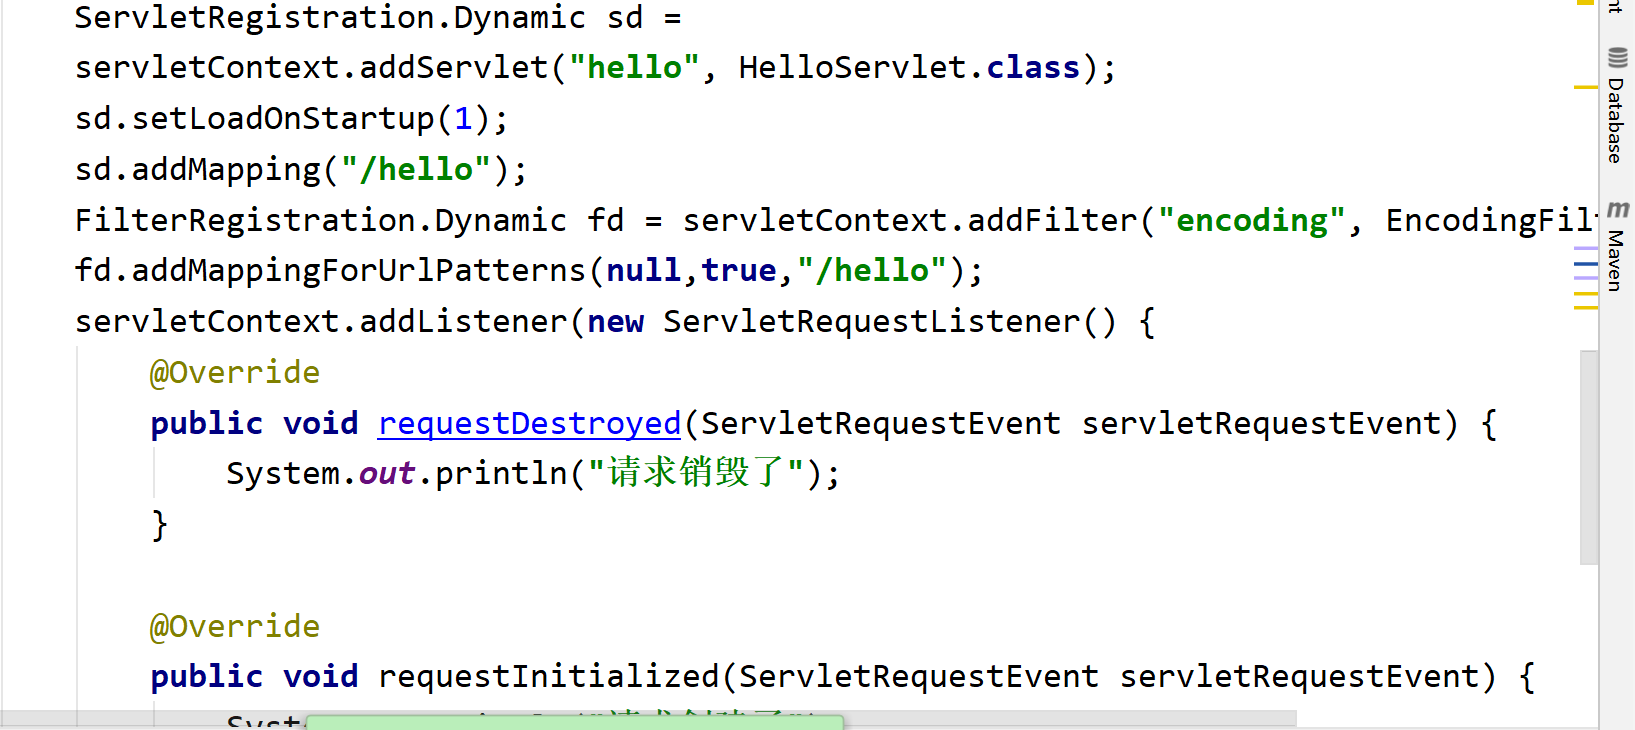 ServletRegistration.Dynamic sd =
servletContext.addServlet("hello", HelloServlet.class);
sd.setLoadOnStartup(1);
sd.addMapping("/hello");
FilterRegistration.Dynamic fd = servletContext.addFilter("encoding", EncodingFil
fd.addMappingForUrlPatterns(null,true,"/hello");
servletContext.addListener(new ServletRequestListener() {
@Override
public void requestDestroyed(ServletRequestEvent servletRequestEvent) {
System.out.println("请求销毁了");
}
@Override
public void requestInitialized(ServletRequestEvent servletRequestEvent) {
Database
Maven